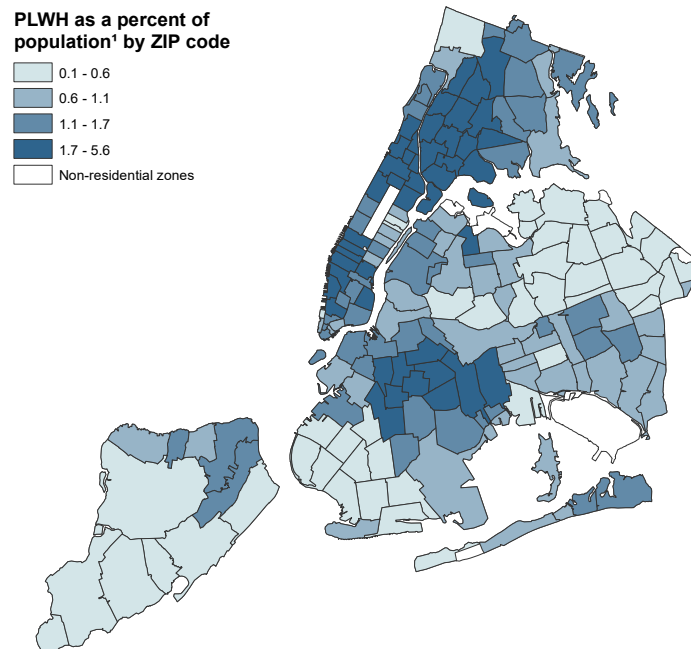 PLWH as a percent of
population¹ by ZIP code
0.1 - 0.6
0.6 - 1.1
1.1 - 1.7
1.7 - 5.6
Non-residential zones